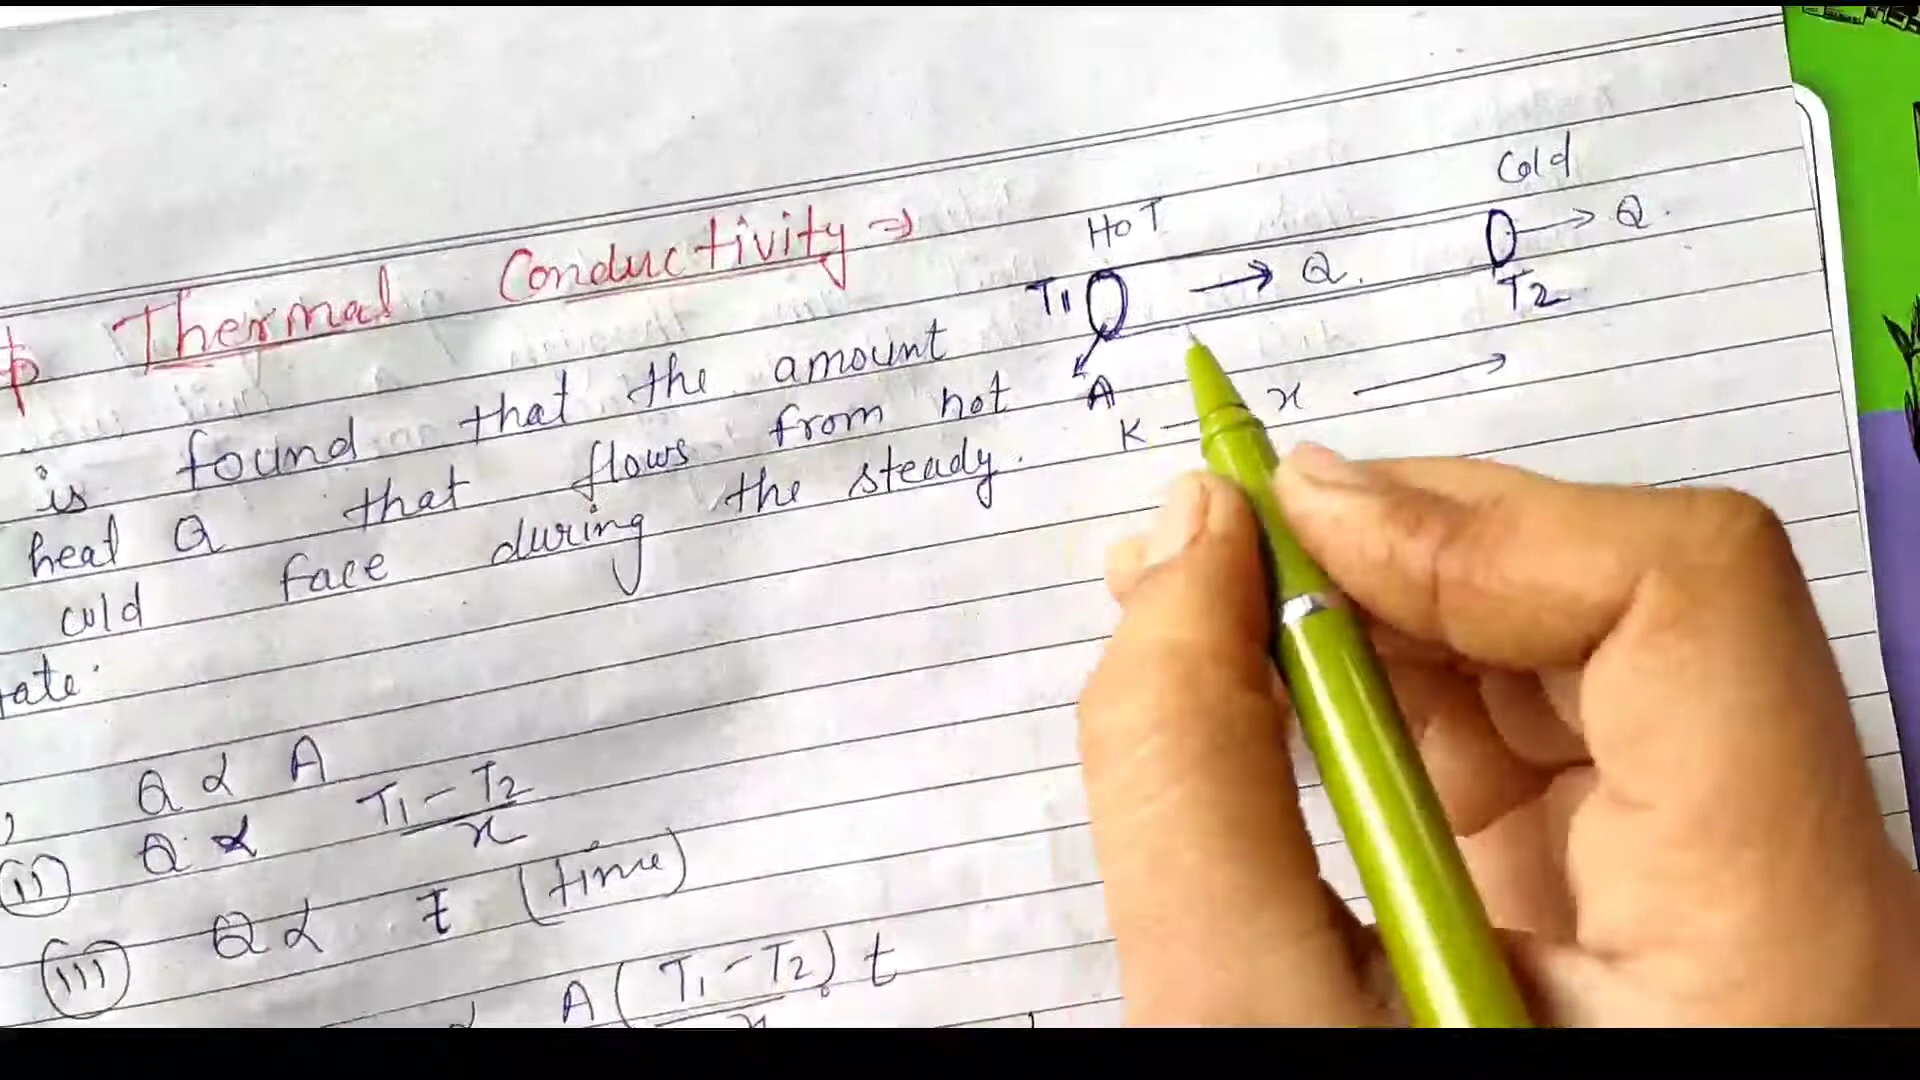 Thermal Conductivity ⇒
is found that the amount
heat Q that flows from hot
cold face during the steady.
ate.
HOT
Cold
T1
→ Q.
→ Q.
T2
A
K
x →
Q ∝ A
(ii) Q ∝ T1 - T2 / x
(iii) Q ∝ t (time)
∝ A (T1 - T2 / x) t